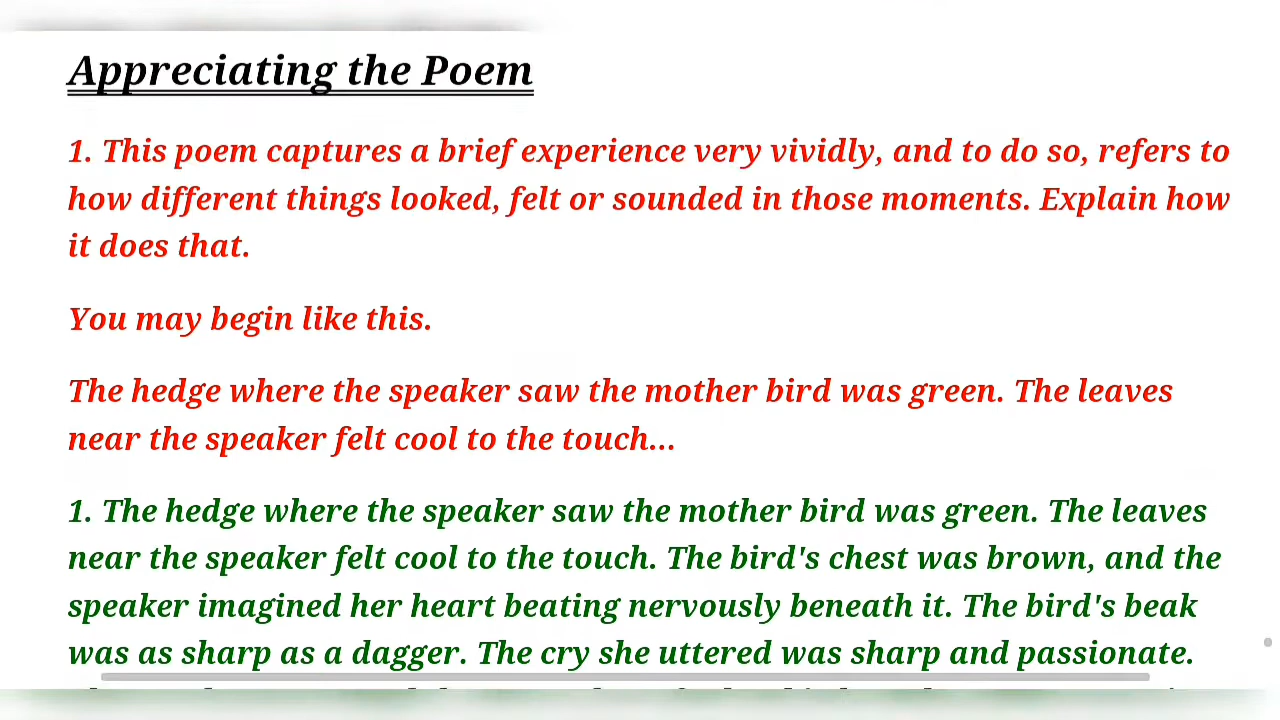 Appreciating the Poem
1. This poem captures a brief experience very vividly, and to do so, refers to
how different things looked, felt or sounded in those moments. Explain how
it does that.
You may begin like this.
The hedge where the speaker saw the mother bird was green. The leaves
near the speaker felt cool to the touch...
1. The hedge where the speaker saw the mother bird was green. The leaves
near the speaker felt cool to the touch. The bird's chest was brown, and the
speaker imagined her heart beating nervously beneath it. The bird's beak
was as sharp as a dagger. The cry she uttered was sharp and passionate.